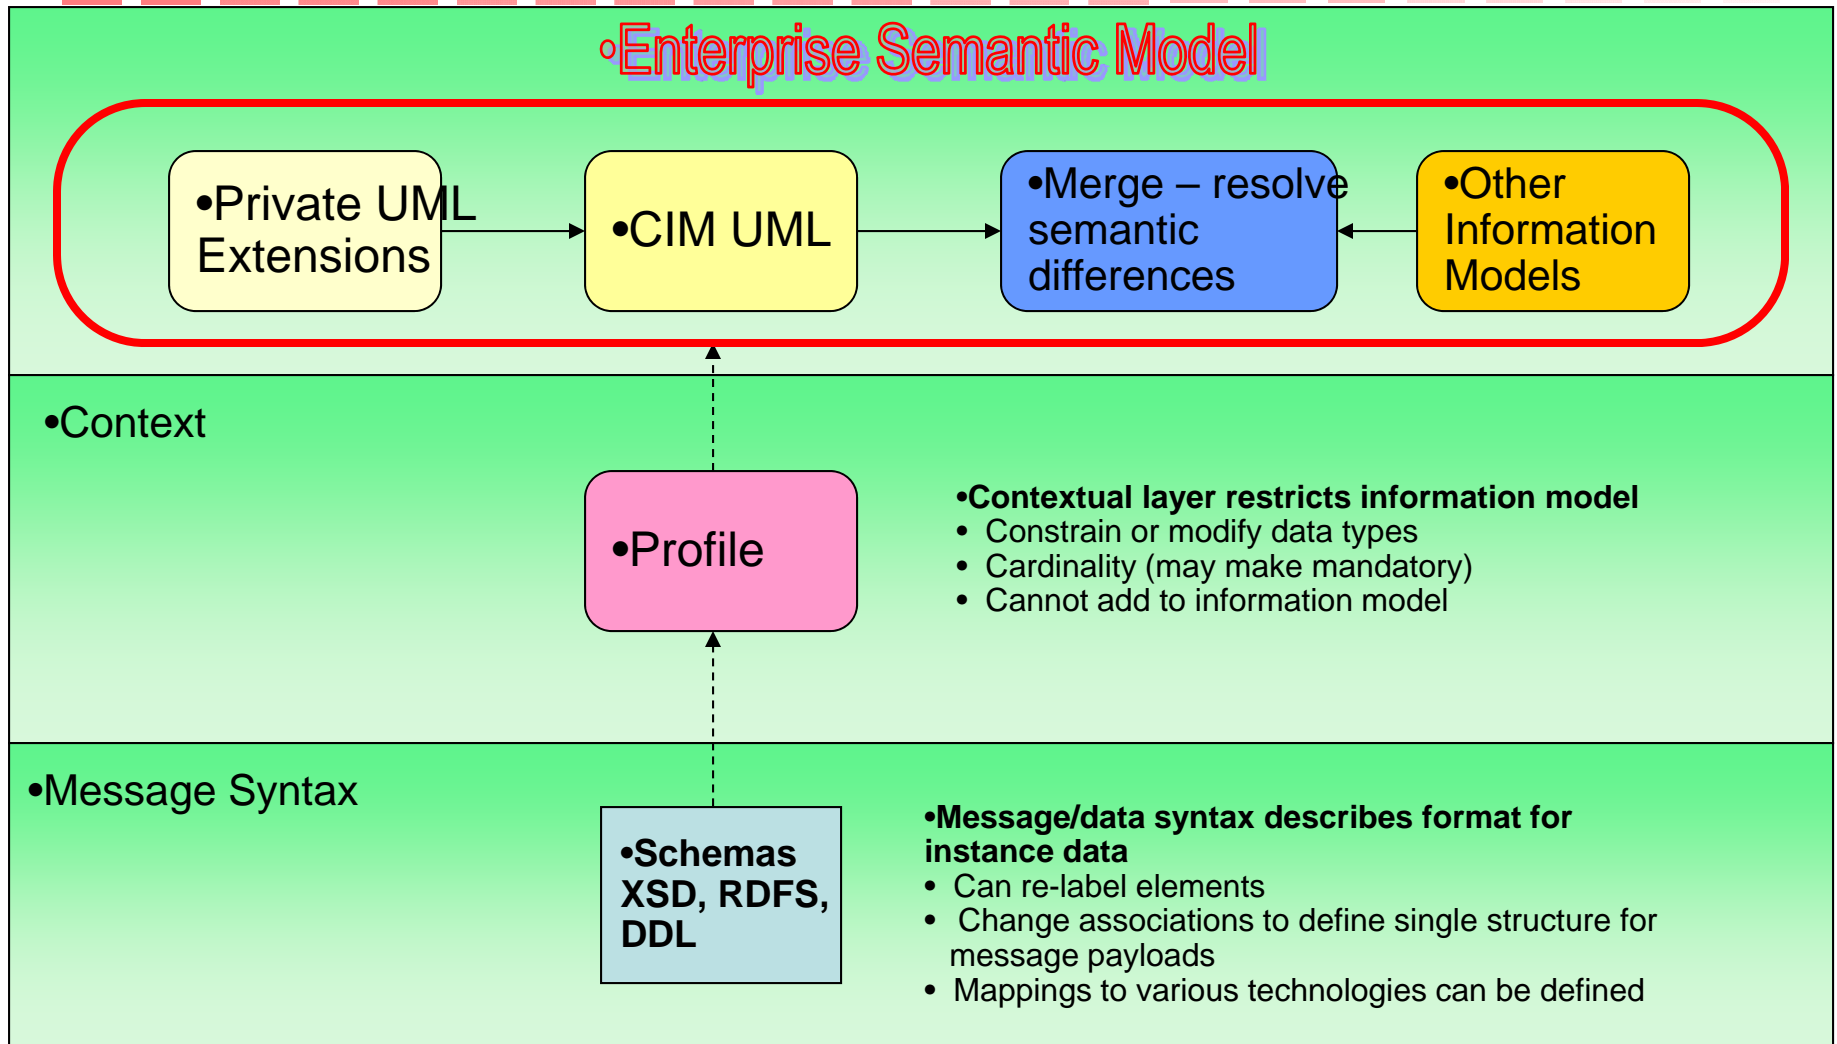 •Enterprise Semantic Model
•Private UML
Extensions
•CIM UML
•Merge – resolve
semantic
differences
•Other
Information
Models
•Context
•Profile
•Contextual layer restricts information model
• Constrain or modify data types
• Cardinality (may make mandatory)
• Cannot add to information model
•Message Syntax
•Schemas
XSD, RDFS,
DDL
•Message/data syntax describes format for
instance data
• Can re-label elements
• Change associations to define single structure for
message payloads
• Mappings to various technologies can be defined